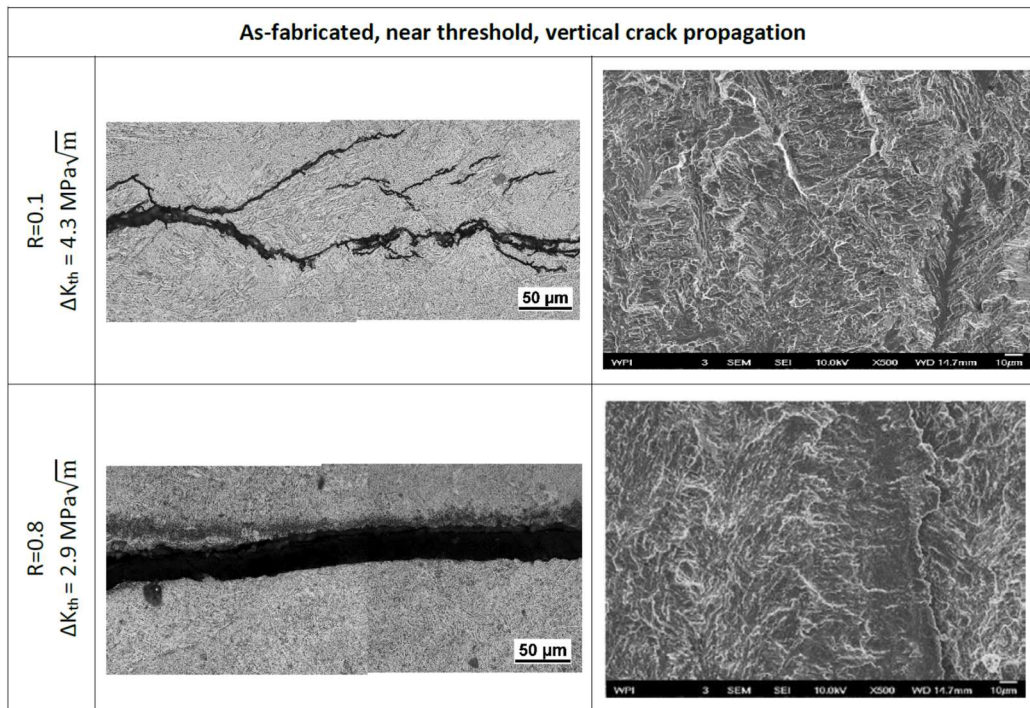 As-fabricated, near threshold, vertical crack propagation
R=0.1
ΔKth = 4.3 MPa√m
50 µm
WPI 3 SEM SEI 10.0kV X500 WD 14.7mm 10µm
R=0.8
ΔKth = 2.9 MPa√m
50 µm
WPI 3 SEM SEI 10.0kV X500 WD 14.7mm 10µm